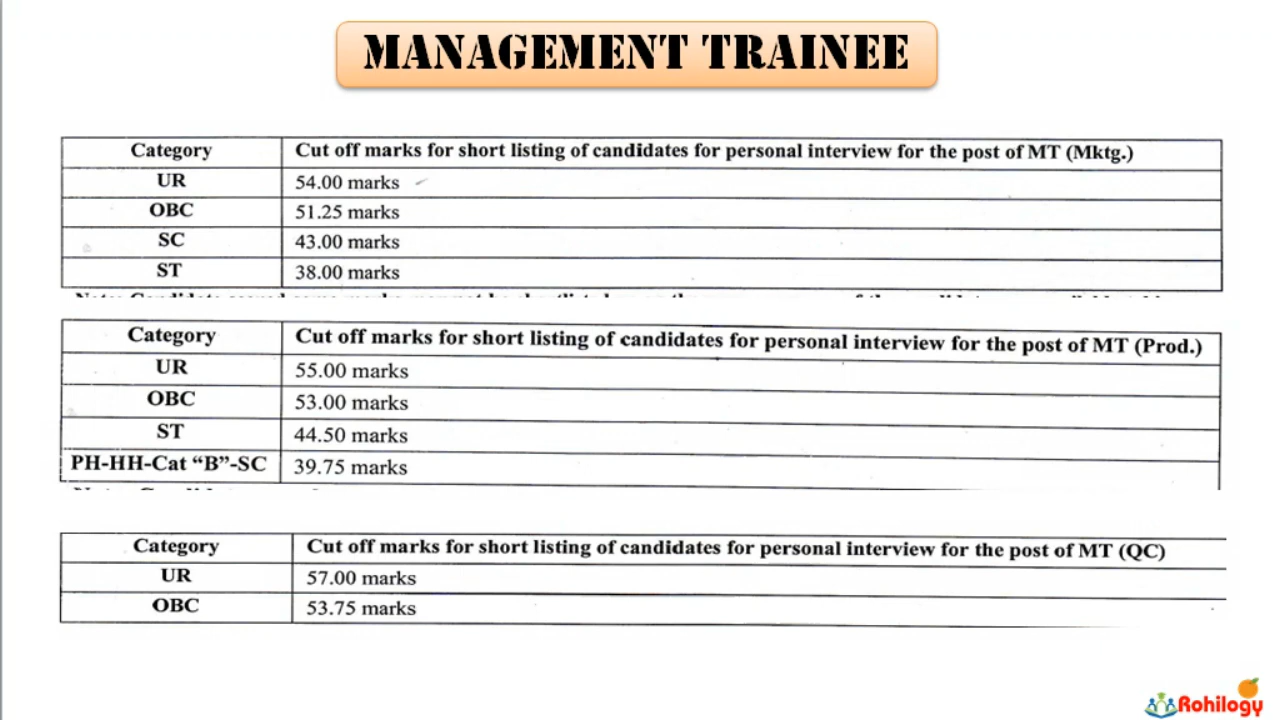 MANAGEMENT TRAINEE
Category Cut off marks for short listing of candidates for personal interview for the post of MT (Mktg.)
UR 54.00 marks
OBC 51.25 marks
SC 43.00 marks
ST 38.00 marks
Category Cut off marks for short listing of candidates for personal interview for the post of MT (Prod.)
UR 55.00 marks
OBC 53.00 marks
ST 44.50 marks
PH-HH-Cat “B”-SC 39.75 marks
Category Cut off marks for short listing of candidates for personal interview for the post of MT (QC)
UR 57.00 marks
OBC 53.75 marks
Rohilogy